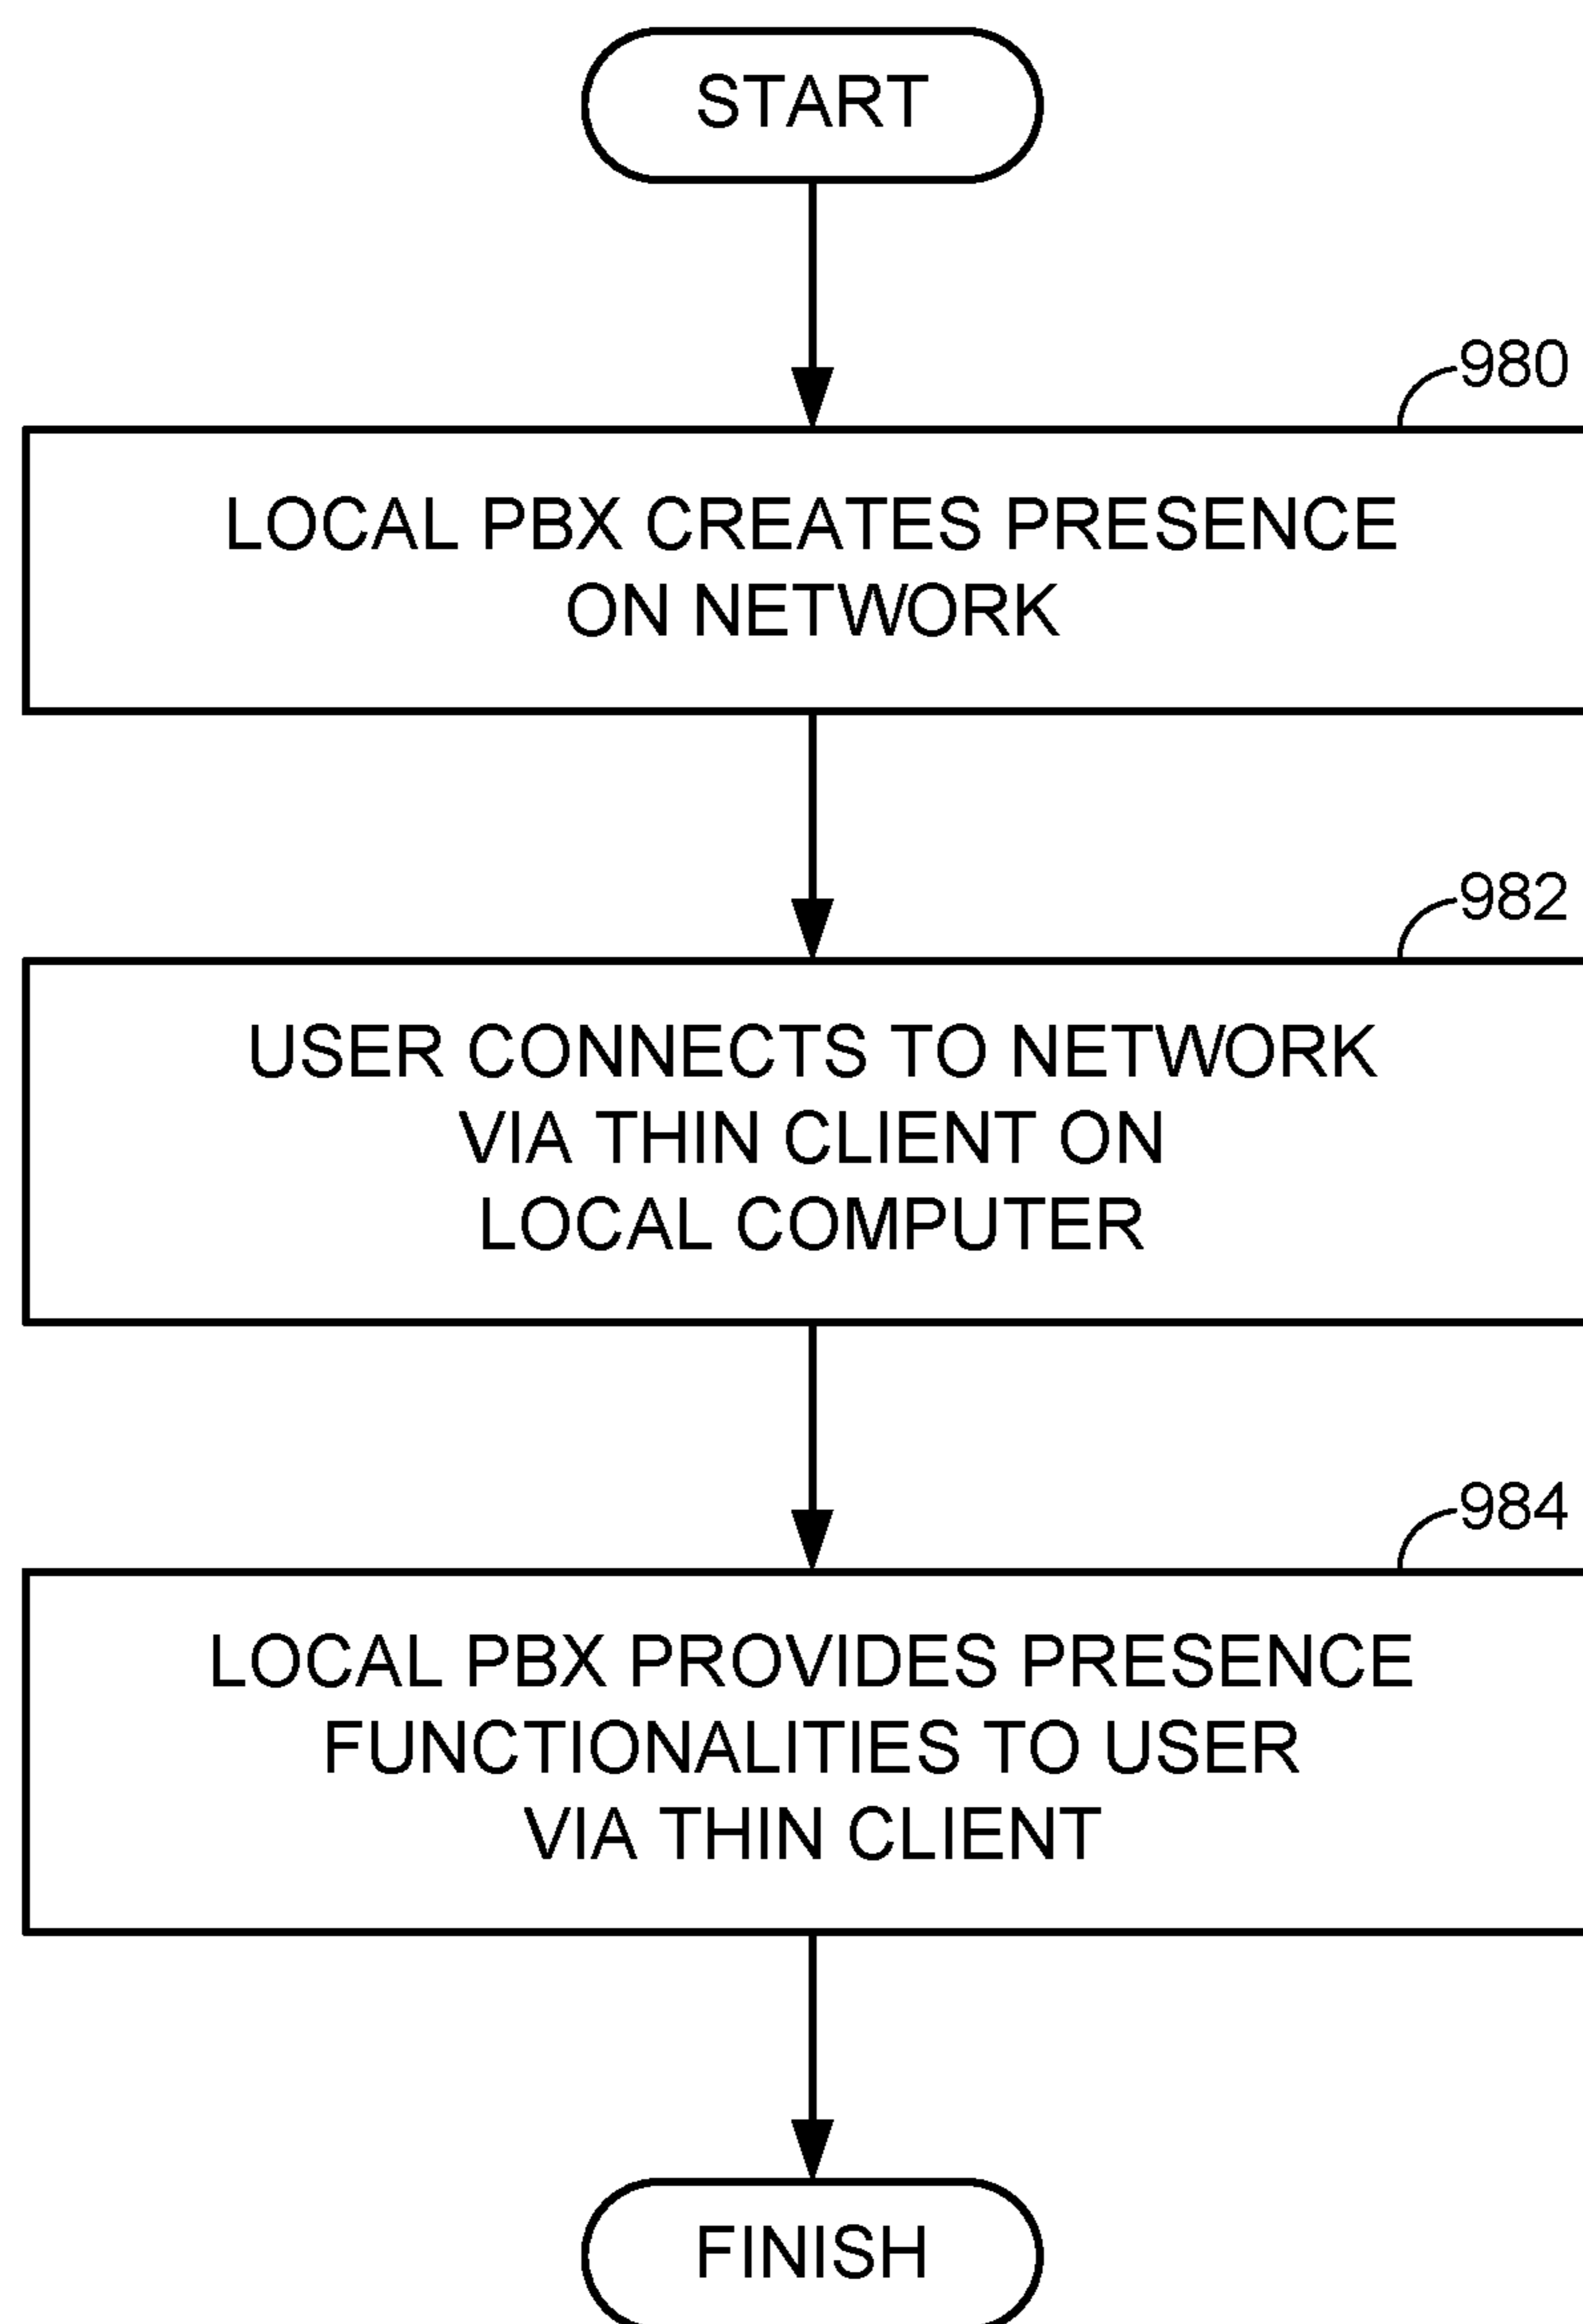 START
980
LOCAL PBX CREATES PRESENCE
ON NETWORK
982
USER CONNECTS TO NETWORK
VIA THIN CLIENT ON
LOCAL COMPUTER
984
LOCAL PBX PROVIDES PRESENCE
FUNCTIONALITIES TO USER
VIA THIN CLIENT
FINISH